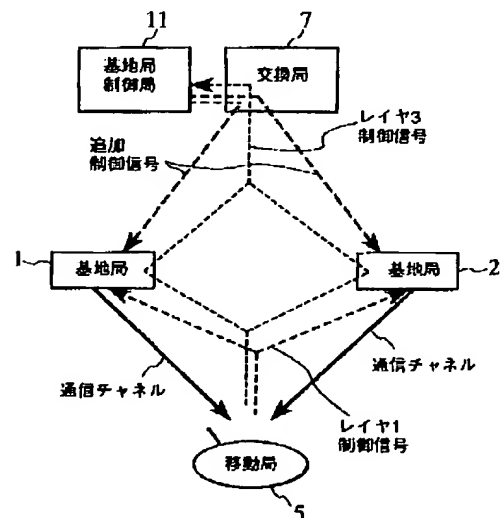 11
7
基地局
制御局
交換局
レイヤ3
制御信号
追加
制御信号
1
基地局
基地局
2
通信チャネル
通信チャネル
レイヤ1
制御信号
移動局
5